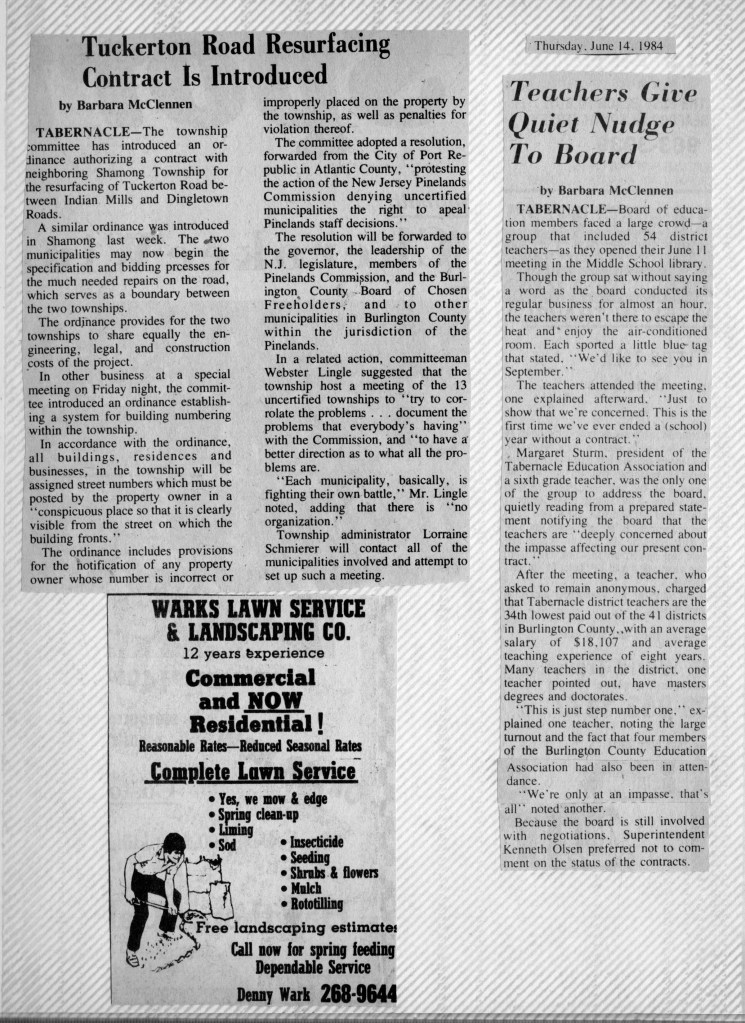 Tuckerton Road Resurfacing
Contract Is Introduced
by Barbara McClennen
TABERNACLE—The township
committee has introduced an or-
dinance authorizing a contract with
neighboring Shamong Township for
the resurfacing of Tuckerton Road be-
tween Indian Mills and Dingletown
Roads.
A similar ordinance was introduced
in Shamong last week. The two
municipalities may now begin the
specification and bidding prcesses for
the much needed repairs on the road,
which serves as a boundary between
the two townships.
The ordinance provides for the two
townships to share equally the en-
gineering, legal, and construction
costs of the project.
In other business at a special
meeting on Friday night, the commit-
tee introduced an ordinance establish-
ing a system for building numbering
within the township.
In accordance with the ordinance,
all buildings, residences and
businesses, in the township will be
assigned street numbers which must be
posted by the property owner in a
"conspicuous place so that it is clearly
visible from the street on which the
building fronts."
The ordinance includes provisions
for the notification of any property
owner whose number is incorrect or
improperly placed on the property by
the township, as well as penalties for
violation thereof.
The committee adopted a resolution,
forwarded from the City of Port Re-
public in Atlantic County, "protesting
the action of the New Jersey Pinelands
Commission denying uncertified
municipalities the right to apeal
Pinelands staff decisions."
The resolution will be forwarded to
the governor, the leadership of the
N.J. legislature, members of the
Pinelands Commission, and the Burl-
ington County Board of Chosen
Freeholders, and to other
municipalities in Burlington County
within the jurisdiction of the
Pinelands.
In a related action, committeeman
Webster Lingle suggested that the
township host a meeting of the 13
uncertified townships to "try to cor-
rolate the problems . . . document the
problems that everybody's having"
with the Commission, and "to have a
better direction as to what all the pro-
blems are.
"Each municipality, basically, is
fighting their own battle," Mr. Lingle
noted, adding that there is "no
organization."
Township administrator Lorraine
Schmierer will contact all of the
municipalities involved and attempt to
set up such a meeting.
WARKS LAWN SERVICE
& LANDSCAPING CO.
12 years experience
Commercial
and NOW
Residential!
Reasonable Rates—Reduced Seasonal Rates
Complete Lawn Service
• Yes, we mow & edge
• Spring clean-up
• Liming
• Sod
• Insecticide
• Seeding
• Shrubs & flowers
• Mulch
• Rototilling
Free landscaping estimates
Call now for spring feeding
Dependable Service
Denny Wark 268-9644
Thursday, June 14, 1984
Teachers Give
Quiet Nudge
To Board
by Barbara McClennen
TABERNACLE—Board of educa-
tion members faced a large crowd—a
group that included 54 district
teachers—as they opened their June 11
meeting in the Middle School library.
Though the group sat without saying
a word as the board conducted its
regular business for almost an hour,
the teachers weren't there to escape the
heat and enjoy the air-conditioned
room. Each sported a little blue tag
that stated, "We'd like to see you in
September."
The teachers attended the meeting,
one explained afterward, "Just to
show that we're concerned. This is the
first time we've ever ended a (school)
year without a contract."
Margaret Sturm, president of the
Tabernacle Education Association and
a sixth grade teacher, was the only one
of the group to address the board,
quietly reading from a prepared state-
ment notifying the board that the
teachers are "deeply concerned about
the impasse affecting our present con-
tract."
After the meeting, a teacher, who
asked to remain anonymous, charged
that Tabernacle district teachers are the
34th lowest paid out of the 41 districts
in Burlington County, with an average
salary of $18,107 and average
teaching experience of eight years.
Many teachers in the district, one
teacher pointed out, have masters
degrees and doctorates.
"This is just step number one," ex-
plained one teacher, noting the large
turnout and the fact that four members
of the Burlington County Education
Association had also been in atten-
dance.
"We're only at an impasse, that's
all" noted another.
Because the board is still involved
with negotiations, Superintendent
Kenneth Olsen preferred not to com-
ment on the status of the contracts.